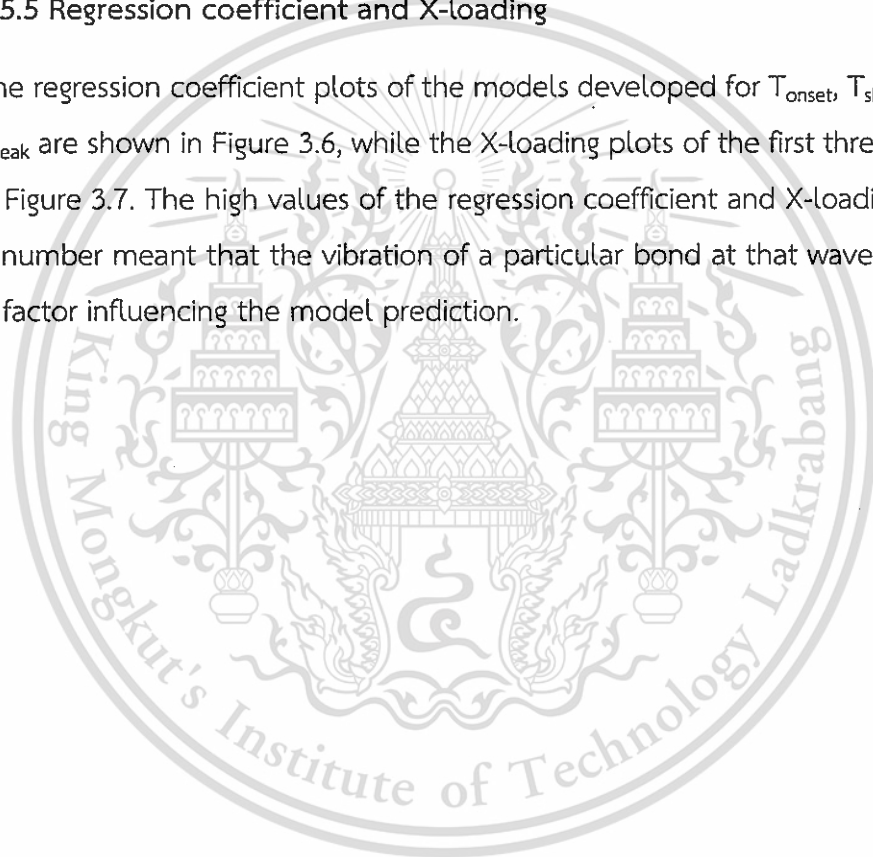 5.5 Regression coefficient and X-loading
ne regression coefficient plots of the models developed for T_onset, T_s
eak are shown in Figure 3.6, while the X-loading plots of the first thre
Figure 3.7. The high values of the regression coefficient and X-loadi
number meant that the vibration of a particular bond at that wave
factor influencing the model prediction.
King Mongkut's Institute of Technology Ladkrabang